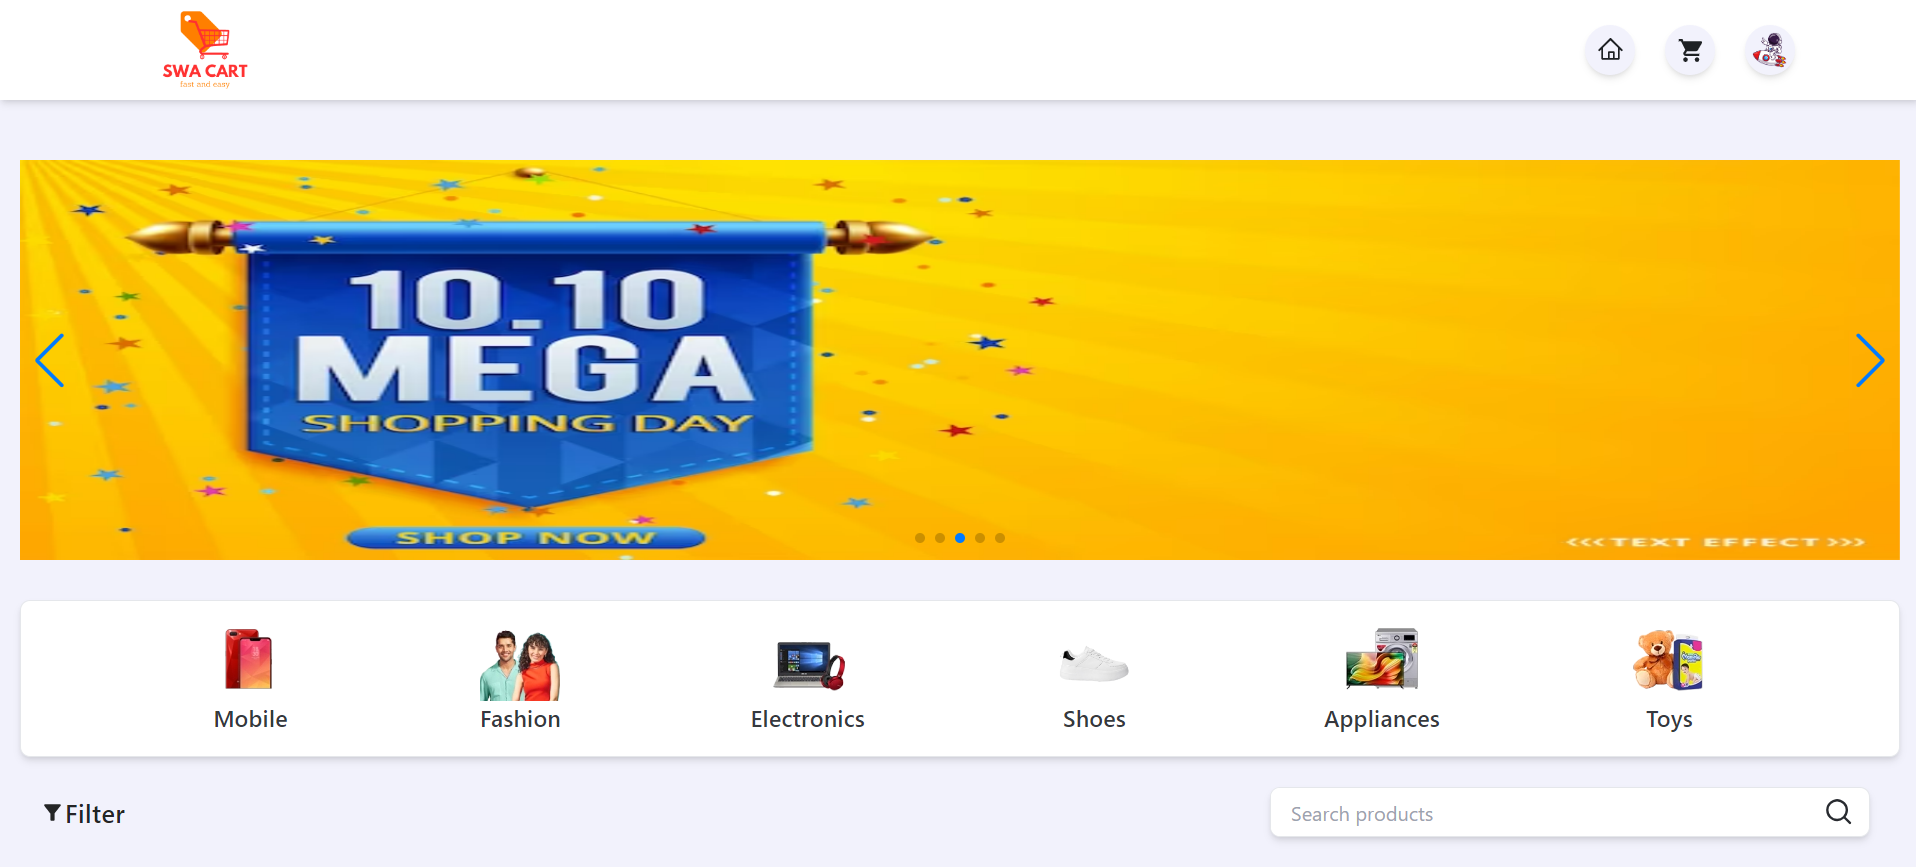 SWA CART
fast and easy
10.10
MEGA
SHOPPING DAY
SHOP NOW
<<<TEXT EFFECT>>>
Mobile
Fashion
Electronics
Shoes
Appliances
Toys
Filter
Search products